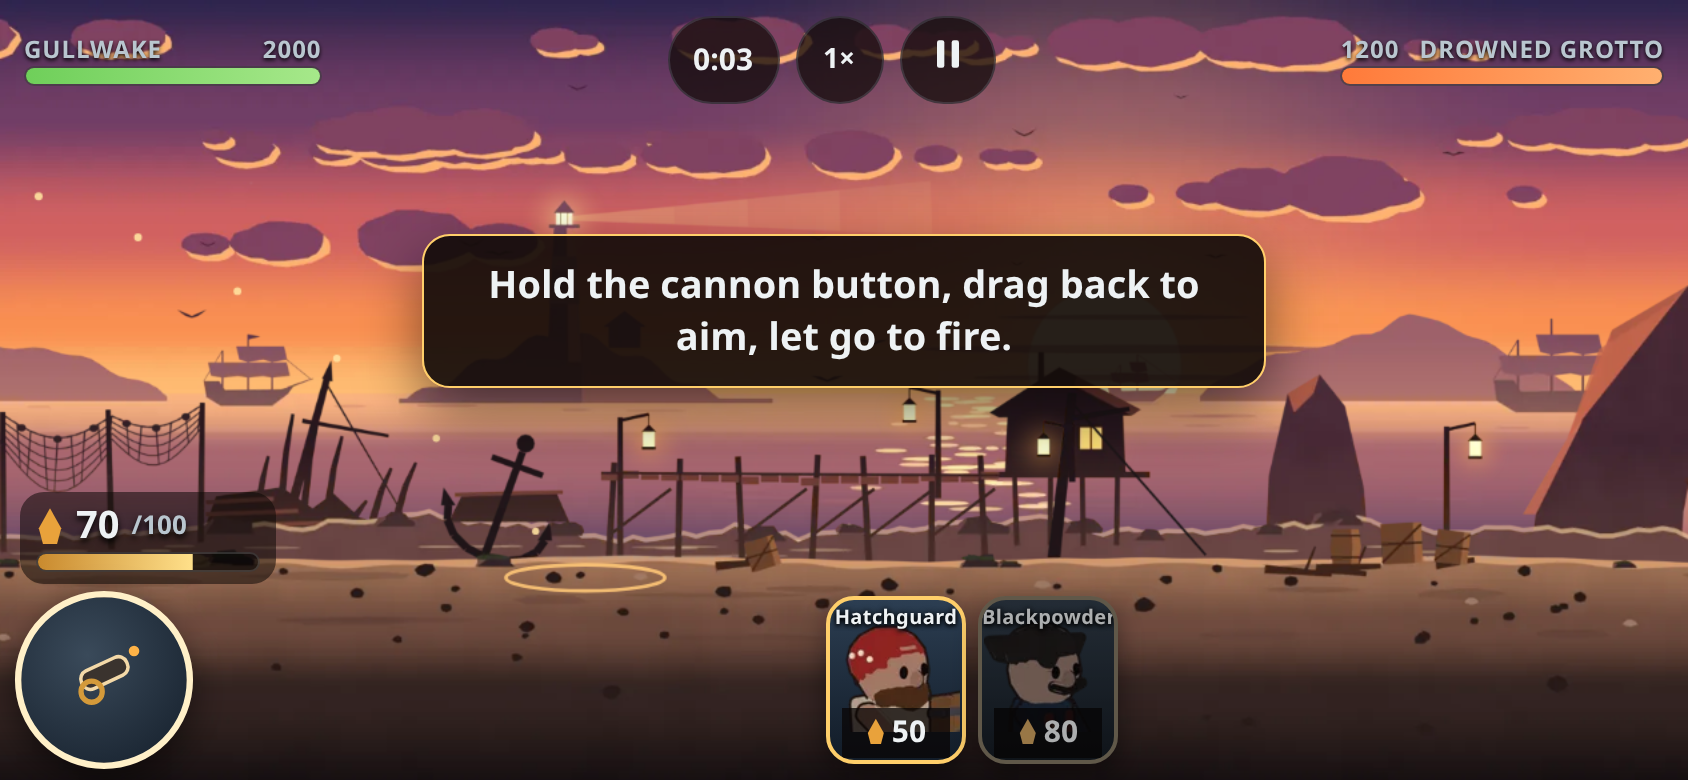 GULLWAKE 2000
0:03
1×
1200 DROWNED GROTTO
Hold the cannon button, drag back to
aim, let go to fire.
70 /100
Hatchguard
50
Blackpowder
80